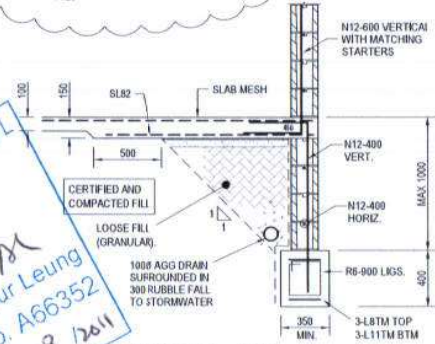 N12-600 VERTICAL
WITH MATCHING
STARTERS
100
150
SL82
SLAB MESH
500
N12-400
VERT.
MAX 1000
CERTIFIED AND
COMPACTED FILL
LOOSE FILL
(GRANULAR).
1
1
N12-400
HORIZ.
100Ø AGG DRAIN
SURROUNDED IN
300 RUBBLE FALL
TO STORMWATER
R6-900 LIGS.
400
350
MIN.
3-L8TM TOP
3-L11TM BTM
ur Leung
A66352
/2011